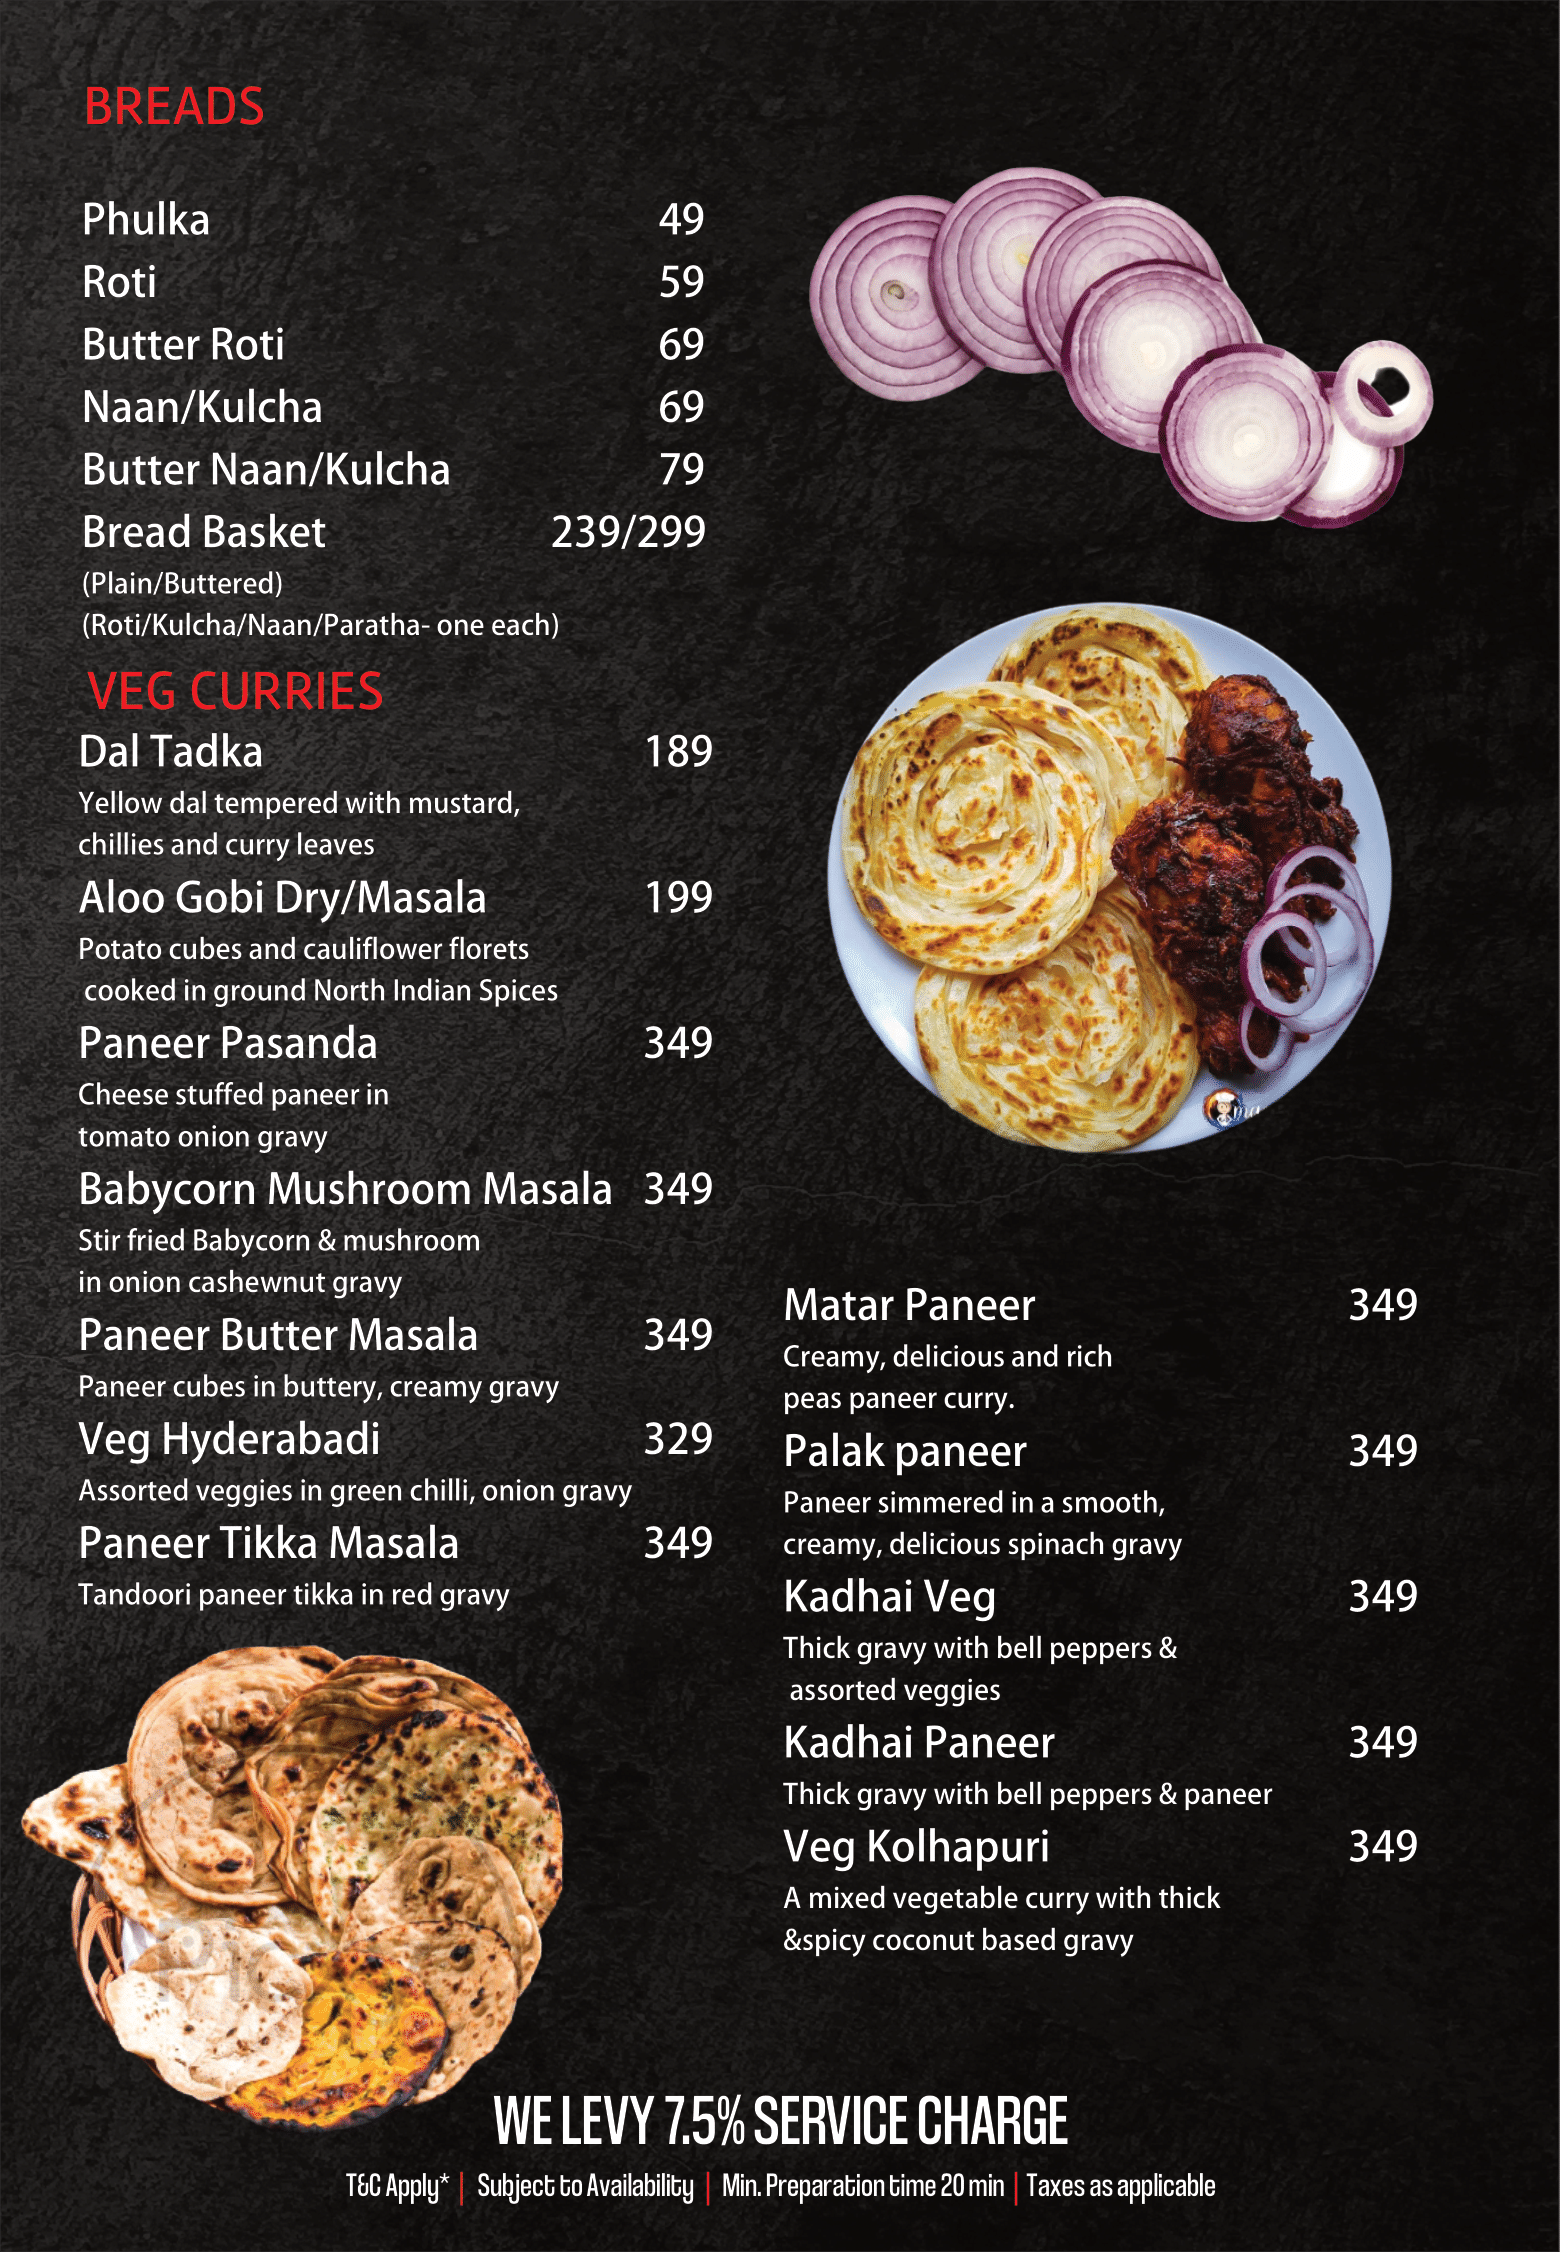 BREADS
Phulka 49
Roti 59
Butter Roti 69
Naan/Kulcha 69
Butter Naan/Kulcha 79
Bread Basket 239/299
(Plain/Buttered)
(Roti/Kulcha/Naan/Paratha- one each)
VEG CURRIES
Dal Tadka 189
Yellow dal tempered with mustard,
chillies and curry leaves
Aloo Gobi Dry/Masala 199
Potato cubes and cauliflower florets
cooked in ground North Indian Spices
Paneer Pasanda 349
Cheese stuffed paneer in
tomato onion gravy
Babycorn Mushroom Masala 349
Stir fried Babycorn & mushroom
in onion cashewnut gravy
Paneer Butter Masala 349
Paneer cubes in buttery, creamy gravy
Veg Hyderabadi 329
Assorted veggies in green chilli, onion gravy
Paneer Tikka Masala 349
Tandoori paneer tikka in red gravy
Matar Paneer 349
Creamy, delicious and rich
peas paneer curry.
Palak paneer 349
Paneer simmered in a smooth,
creamy, delicious spinach gravy
Kadhai Veg 349
Thick gravy with bell peppers &
assorted veggies
Kadhai Paneer 349
Thick gravy with bell peppers & paneer
Veg Kolhapuri 349
A mixed vegetable curry with thick
&spicy coconut based gravy
WE LEVY 7.5% SERVICE CHARGE
T&C Apply* | Subject to Availability | Min. Preparation time 20 min | Taxes as applicable